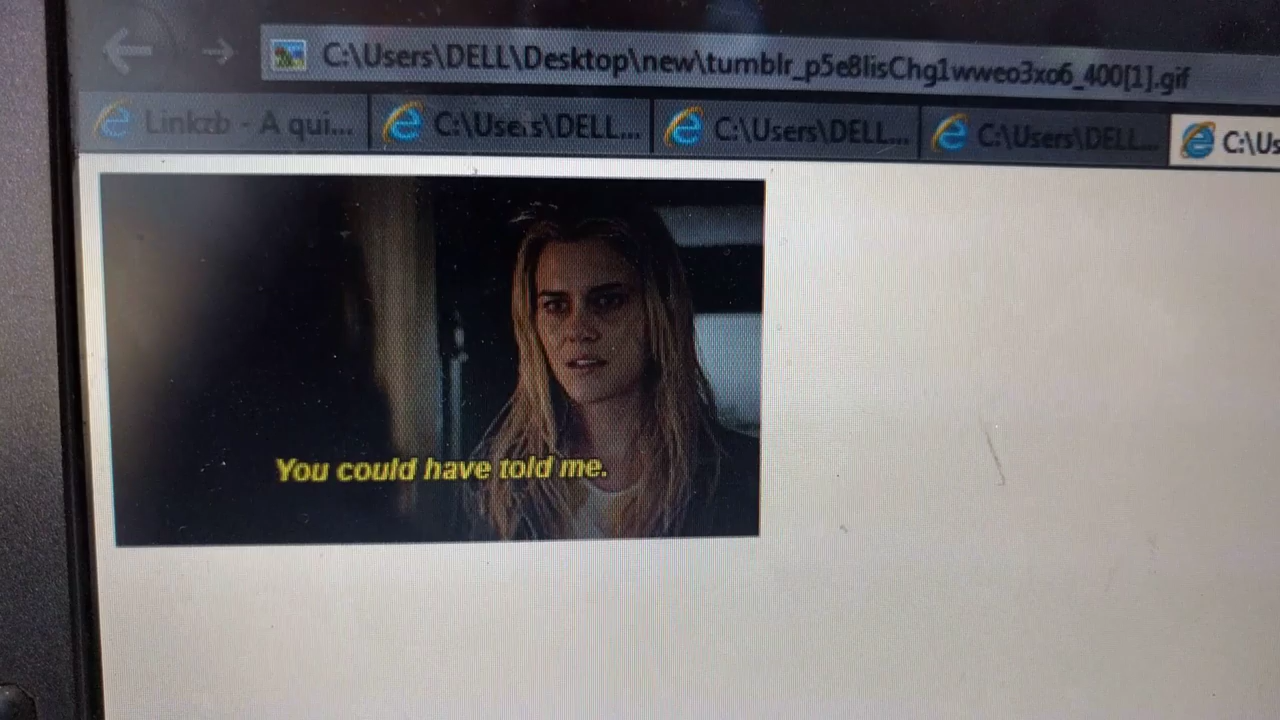 C:\Users\DELL\Desktop\new\tumblr_p5e8lisChg1wweo3xo6_400[1].gif
Linkzb - A qui... C:\Users\DELL... C:\Users\DELL... C:\Users\DELL... C:\Us
You could have told me.